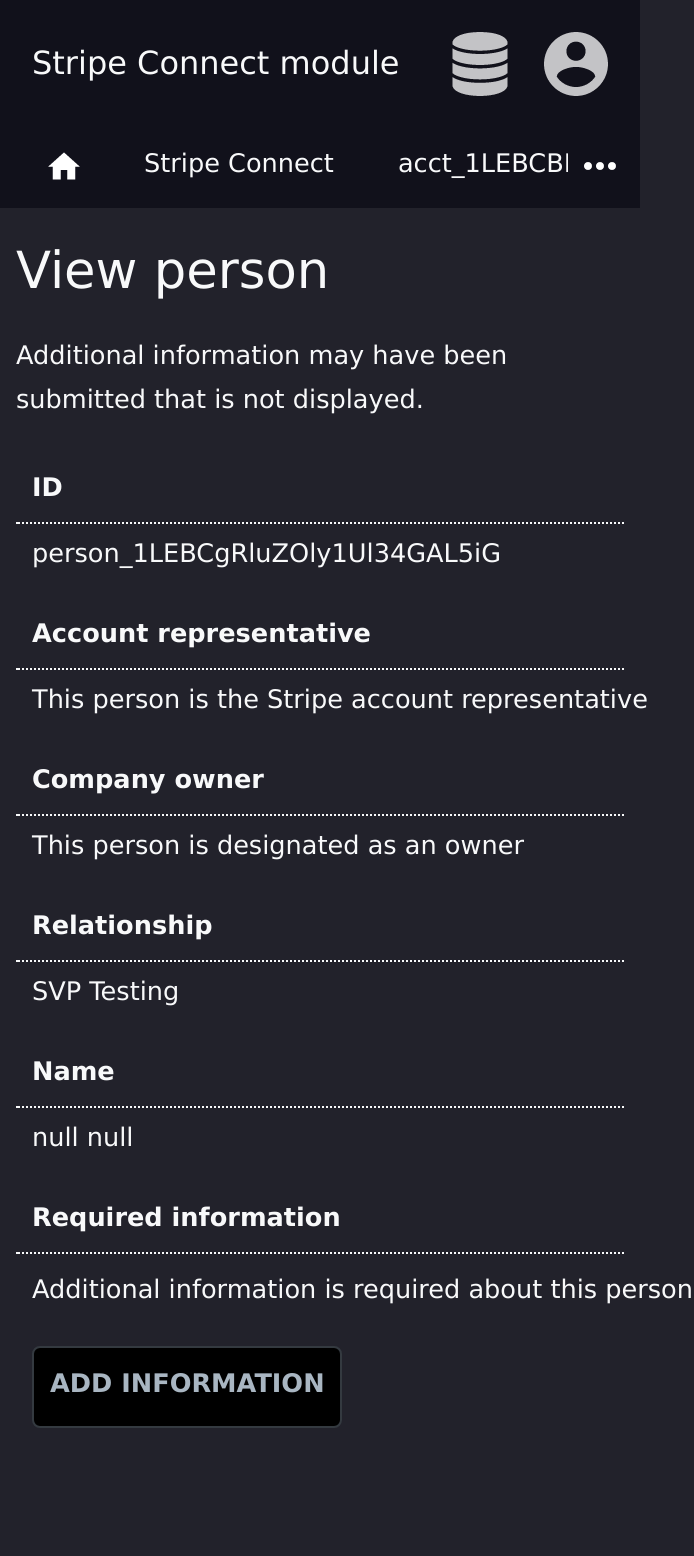 Stripe Connect module
Stripe Connect
View person
Additional information may have been
submitted that is not displayed.
ID
person_1LEBCgRluZOly1Ul34GAL5iG
Account representative
This person is the Stripe account representative
Company owner
This person is designated as an owner
Relationship
SVP Testing
Name
null null
Required information
Additional information is required about this person
ADD INFORMATION